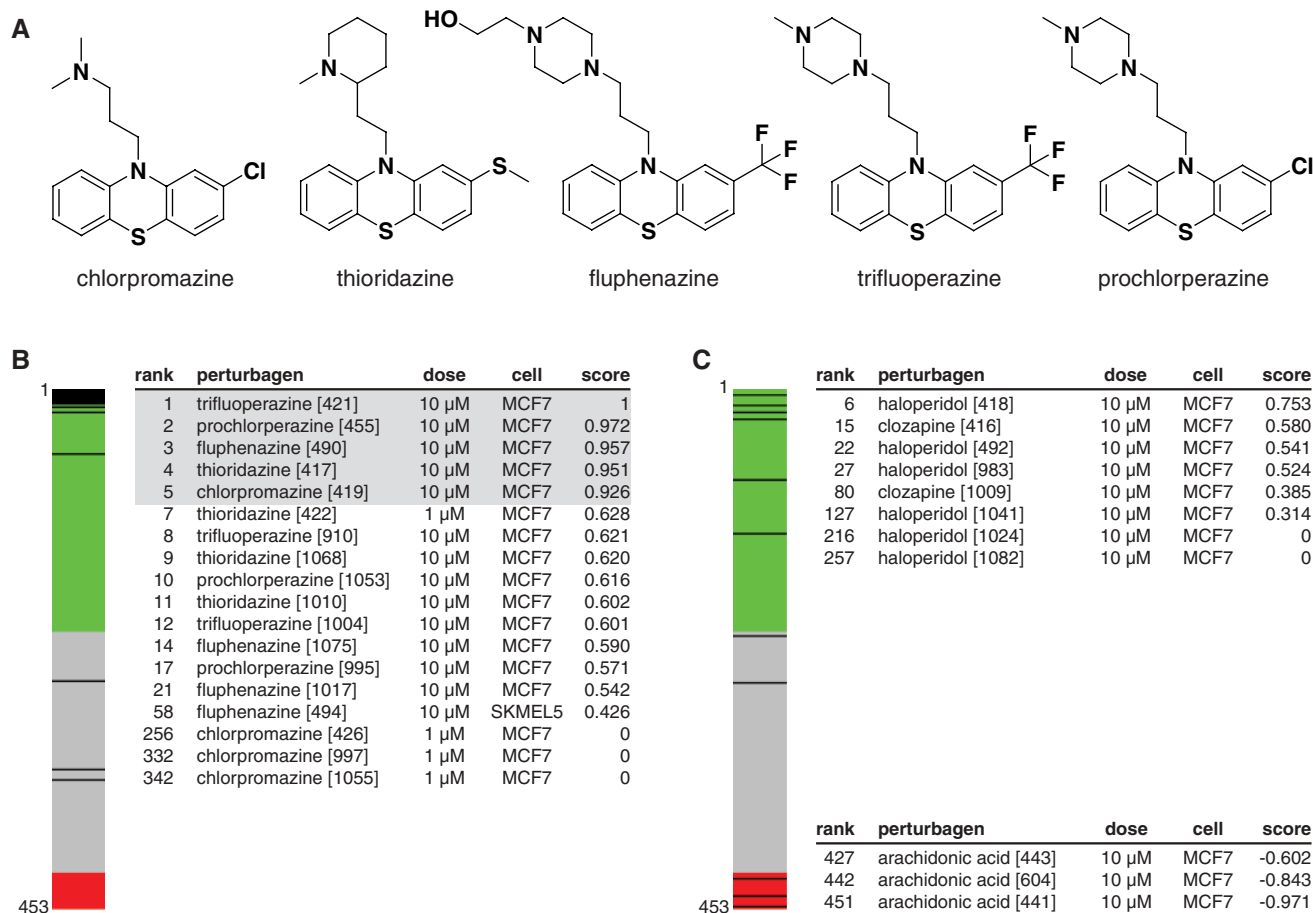 A
HO
N N N N N
N N N
F
F
F
F
F
F
N N N N N
Cl S Cl
S S S S S
chlorpromazine thioridazine fluphenazine trifluoperazine prochlorperazine
B
1
rank perturbagen dose cell score
1 trifluoperazine [421] 10 µM MCF7 1
2 prochlorperazine [455] 10 µM MCF7 0.972
3 fluphenazine [490] 10 µM MCF7 0.957
4 thioridazine [417] 10 µM MCF7 0.951
5 chlorpromazine [419] 10 µM MCF7 0.926
7 thioridazine [422] 1 µM MCF7 0.628
8 trifluoperazine [910] 10 µM MCF7 0.621
9 thioridazine [1068] 10 µM MCF7 0.620
10 prochlorperazine [1053] 10 µM MCF7 0.616
11 thioridazine [1010] 10 µM MCF7 0.602
12 trifluoperazine [1004] 10 µM MCF7 0.601
14 fluphenazine [1075] 10 µM MCF7 0.590
17 prochlorperazine [995] 10 µM MCF7 0.571
21 fluphenazine [1017] 10 µM MCF7 0.542
58 fluphenazine [494] 10 µM SKMEL5 0.426
256 chlorpromazine [426] 1 µM MCF7 0
332 chlorpromazine [997] 1 µM MCF7 0
342 chlorpromazine [1055] 1 µM MCF7 0
453
C
1
rank perturbagen dose cell score
6 haloperidol [418] 10 µM MCF7 0.753
15 clozapine [416] 10 µM MCF7 0.580
22 haloperidol [492] 10 µM MCF7 0.541
27 haloperidol [983] 10 µM MCF7 0.524
80 clozapine [1009] 10 µM MCF7 0.385
127 haloperidol [1041] 10 µM MCF7 0.314
216 haloperidol [1024] 10 µM MCF7 0
257 haloperidol [1082] 10 µM MCF7 0
rank perturbagen dose cell score
427 arachidonic acid [443] 10 µM MCF7 -0.602
442 arachidonic acid [604] 10 µM MCF7 -0.843
451 arachidonic acid [441] 10 µM MCF7 -0.971
453